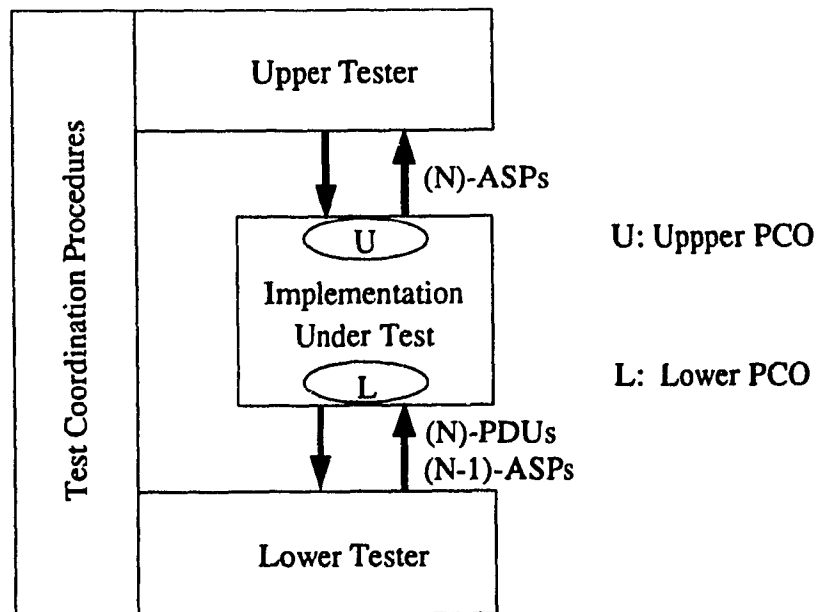 Test Coordination Procedures
Upper Tester
(N)-ASPs
U
U: Uppper PCO
Implementation
Under Test
L
L: Lower PCO
(N)-PDUs
(N-1)-ASPs
Lower Tester